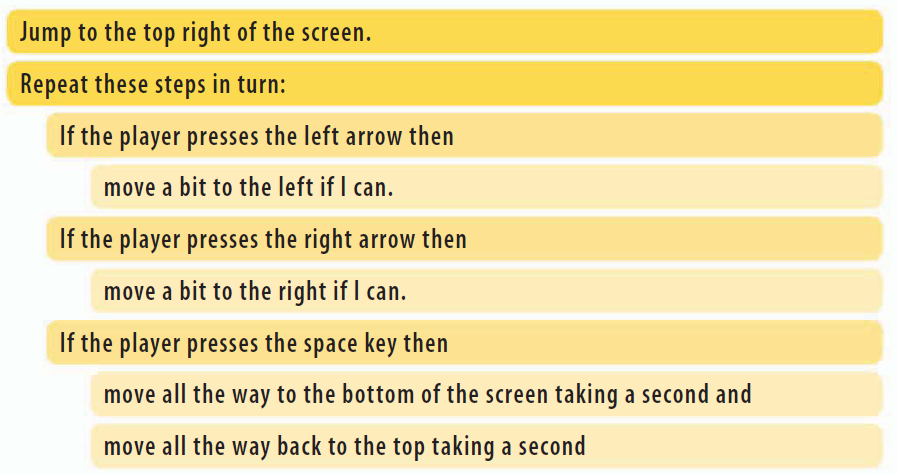 Jump to the top right of the screen.
Repeat these steps in turn:
If the player presses the left arrow then
move a bit to the left if I can.
If the player presses the right arrow then
move a bit to the right if I can.
If the player presses the space key then
move all the way to the bottom of the screen taking a second and
move all the way back to the top taking a second